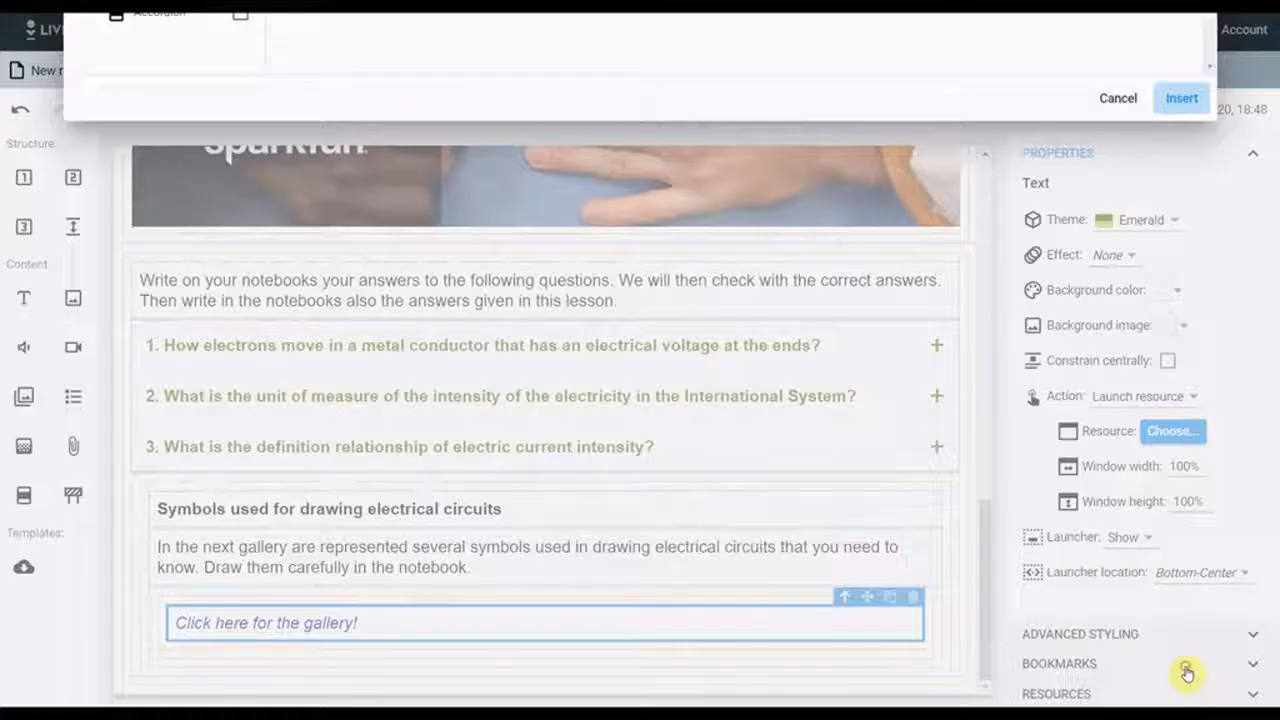 Accordion
LIV
Account
New r
Cancel
Insert
20, 18:48
Structure:
PROPERTIES
sparkfun
Text
1
2
Theme: Emerald
3
Effect: None
Content
Write on your notebooks your answers to the following questions. We will then check with the correct answers.
Then write in the notebooks also the answers given in this lesson.
Background color:
T
Background image:
1. How electrons move in a metal conductor that has an electrical voltage at the ends? +
Constrain centrally:
2. What is the unit of measure of the intensity of the electricity in the International System? +
Action: Launch resource
3. What is the definition relationship of electric current intensity? +
Resource: Choose...
Window width: 100%
Window height: 100%
Symbols used for drawing electrical circuits
Templates:
Launcher: Show
In the next gallery are represented several symbols used in drawing electrical circuits that you need to
know. Draw them carefully in the notebook.
Launcher location: Bottom-Center
Click here for the gallery!
ADVANCED STYLING
BOOKMARKS
RESOURCES